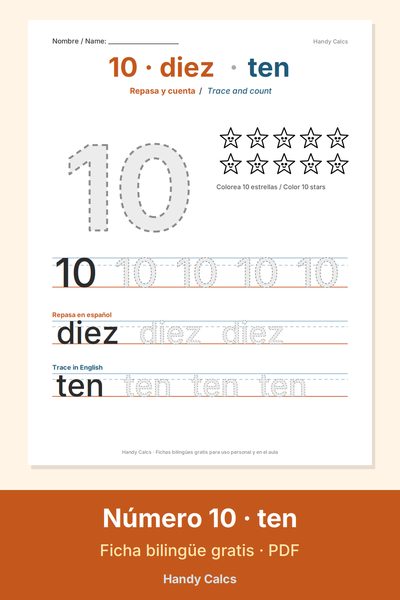 Nombre / Name: ____________________
Handy Calcs
10 · diez · ten
Repasa y cuenta / Trace and count
10
Colorea 10 estrellas / Color 10 stars
10 10 10 10 10
Repasa en español
diez diez diez
Trace in English
ten ten ten ten
Handy Calcs · Fichas bilingües gratis para uso personal y en el aula
Número 10 · ten
Ficha bilingüe gratis · PDF
Handy Calcs